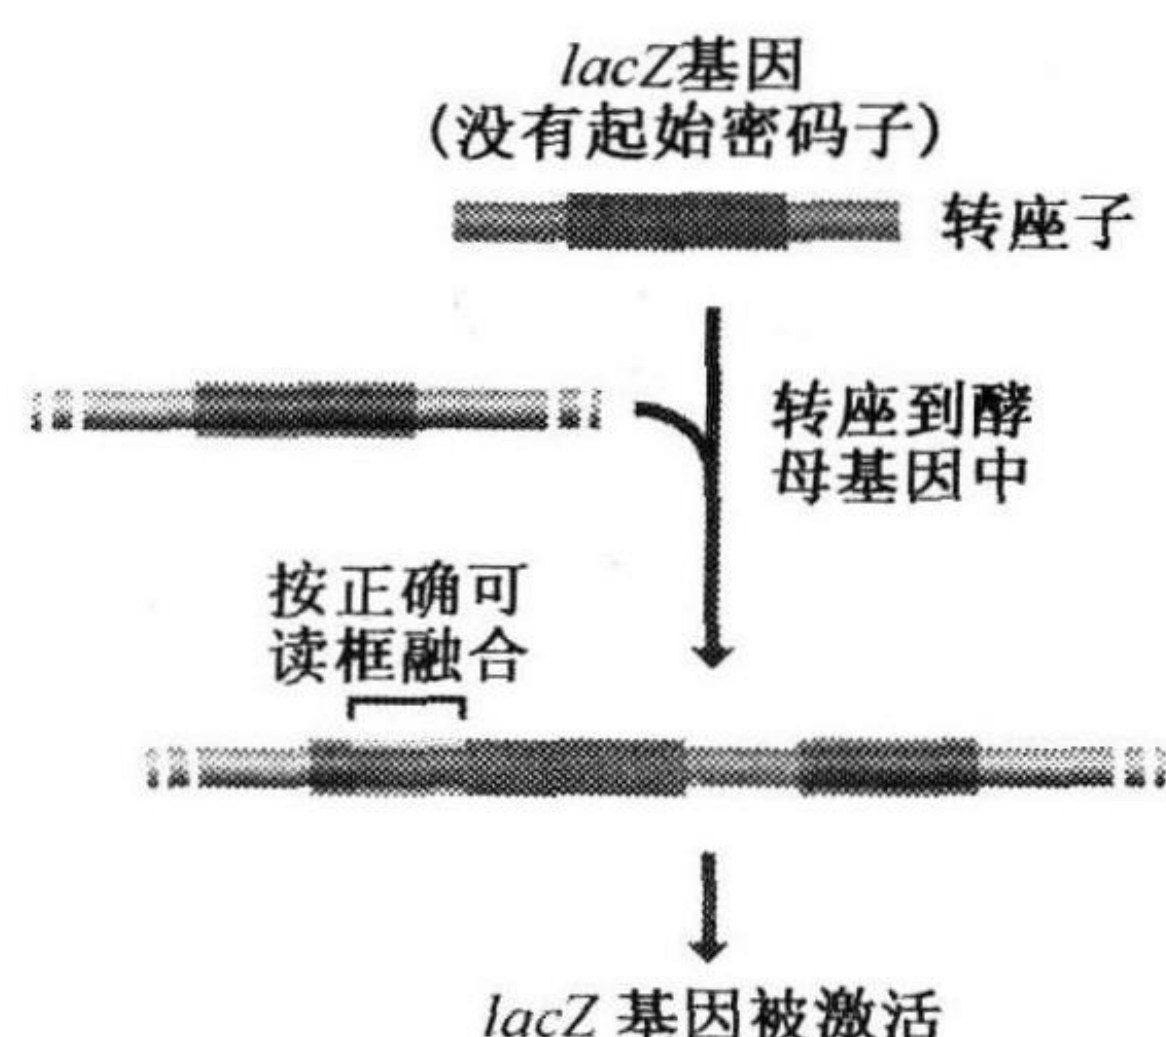 lacZ基因
(没有起始密码子)
转座子
转座到酵
母基因中
按正确可
读框融合
lacZ 基因被激活